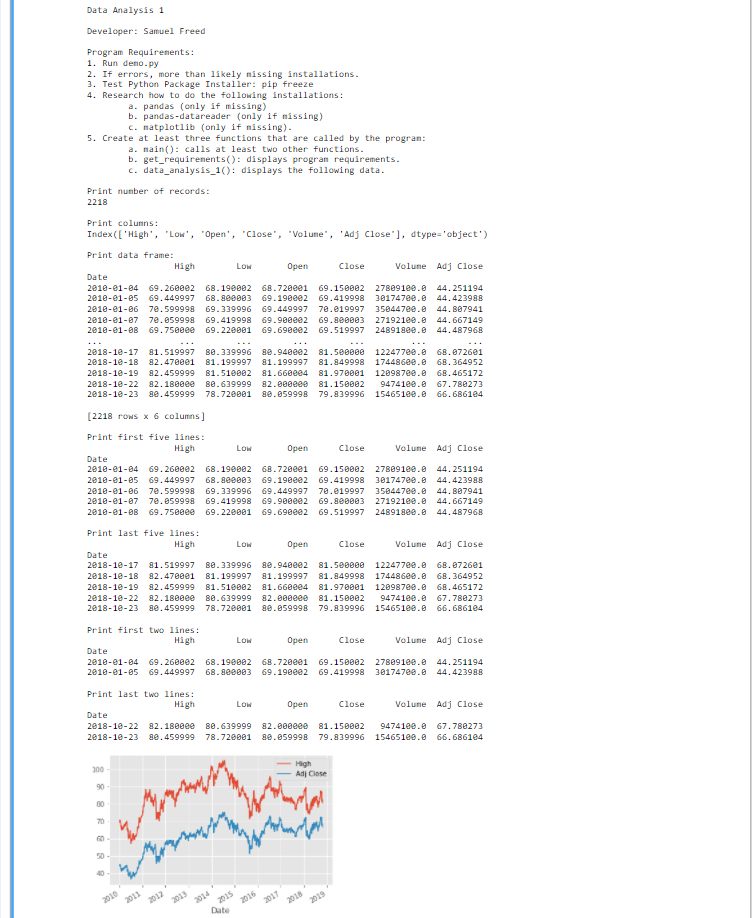 Data Analysis 1
Developer: Samuel Freed
Program Requirements:
1. Run demo.py
2. If errors, more than likely missing installations.
3. Test Python Package Installer: pip freeze
4. Research how to do the following installations:
a. pandas (only if missing)
b. pandas-datareader (only if missing)
c. matplotlib (only if missing).
5. Create at least three functions that are called by the program:
a. main(): calls at least two other functions.
b. get_requirements(): displays program requirements.
c. data_analysis_1(): displays the following data.
Print number of records:
2218
Print columns:
Index(['High', 'Low', 'Open', 'Close', 'Volume', 'Adj Close'], dtype='object')
Print data frame:
High Low Open Close Volume Adj Close
Date
2010-01-04 69.260002 68.190002 68.720001 69.150002 27809100.0 44.251194
2010-01-05 69.449997 68.800003 69.190002 69.419998 30174700.0 44.423988
2010-01-06 70.599998 69.339996 69.449997 70.019997 35044700.0 44.807941
2010-01-07 70.059998 69.419998 69.900002 69.800003 27192100.0 44.667149
2010-01-08 69.750000 69.220001 69.690002 69.519997 24891800.0 44.487968
... ... ... ... ... ... ...
2018-10-17 81.519997 80.339996 80.940002 81.500000 12247700.0 68.072601
2018-10-18 82.470001 81.199997 81.199997 81.849998 17448600.0 68.364952
2018-10-19 82.459999 81.510002 81.660004 81.970001 12098700.0 68.465172
2018-10-22 82.180000 80.639999 82.000000 81.150002 9474100.0 67.780273
2018-10-23 80.459999 78.720001 80.059998 79.839996 15465100.0 66.686104
[2218 rows x 6 columns]
Print first five lines:
High Low Open Close Volume Adj Close
Date
2010-01-04 69.260002 68.190002 68.720001 69.150002 27809100.0 44.251194
2010-01-05 69.449997 68.800003 69.190002 69.419998 30174700.0 44.423988
2010-01-06 70.599998 69.339996 69.449997 70.019997 35044700.0 44.807941
2010-01-07 70.059998 69.419998 69.900002 69.800003 27192100.0 44.667149
2010-01-08 69.750000 69.220001 69.690002 69.519997 24891800.0 44.487968
Print last five lines:
High Low Open Close Volume Adj Close
Date
2018-10-17 81.519997 80.339996 80.940002 81.500000 12247700.0 68.072601
2018-10-18 82.470001 81.199997 81.199997 81.849998 17448600.0 68.364952
2018-10-19 82.459999 81.510002 81.660004 81.970001 12098700.0 68.465172
2018-10-22 82.180000 80.639999 82.000000 81.150002 9474100.0 67.780273
2018-10-23 80.459999 78.720001 80.059998 79.839996 15465100.0 66.686104
Print first two lines:
High Low Open Close Volume Adj Close
Date
2010-01-04 69.260002 68.190002 68.720001 69.150002 27809100.0 44.251194
2010-01-05 69.449997 68.800003 69.190002 69.419998 30174700.0 44.423988
Print last two lines:
High Low Open Close Volume Adj Close
Date
2018-10-22 82.180000 80.639999 82.000000 81.150002 9474100.0 67.780273
2018-10-23 80.459999 78.720001 80.059998 79.839996 15465100.0 66.686104
High
Adj Close
100
90
80
70
60
50
40
2010 2011 2012 2013 2014 2015 2016 2017 2018 2019
Date